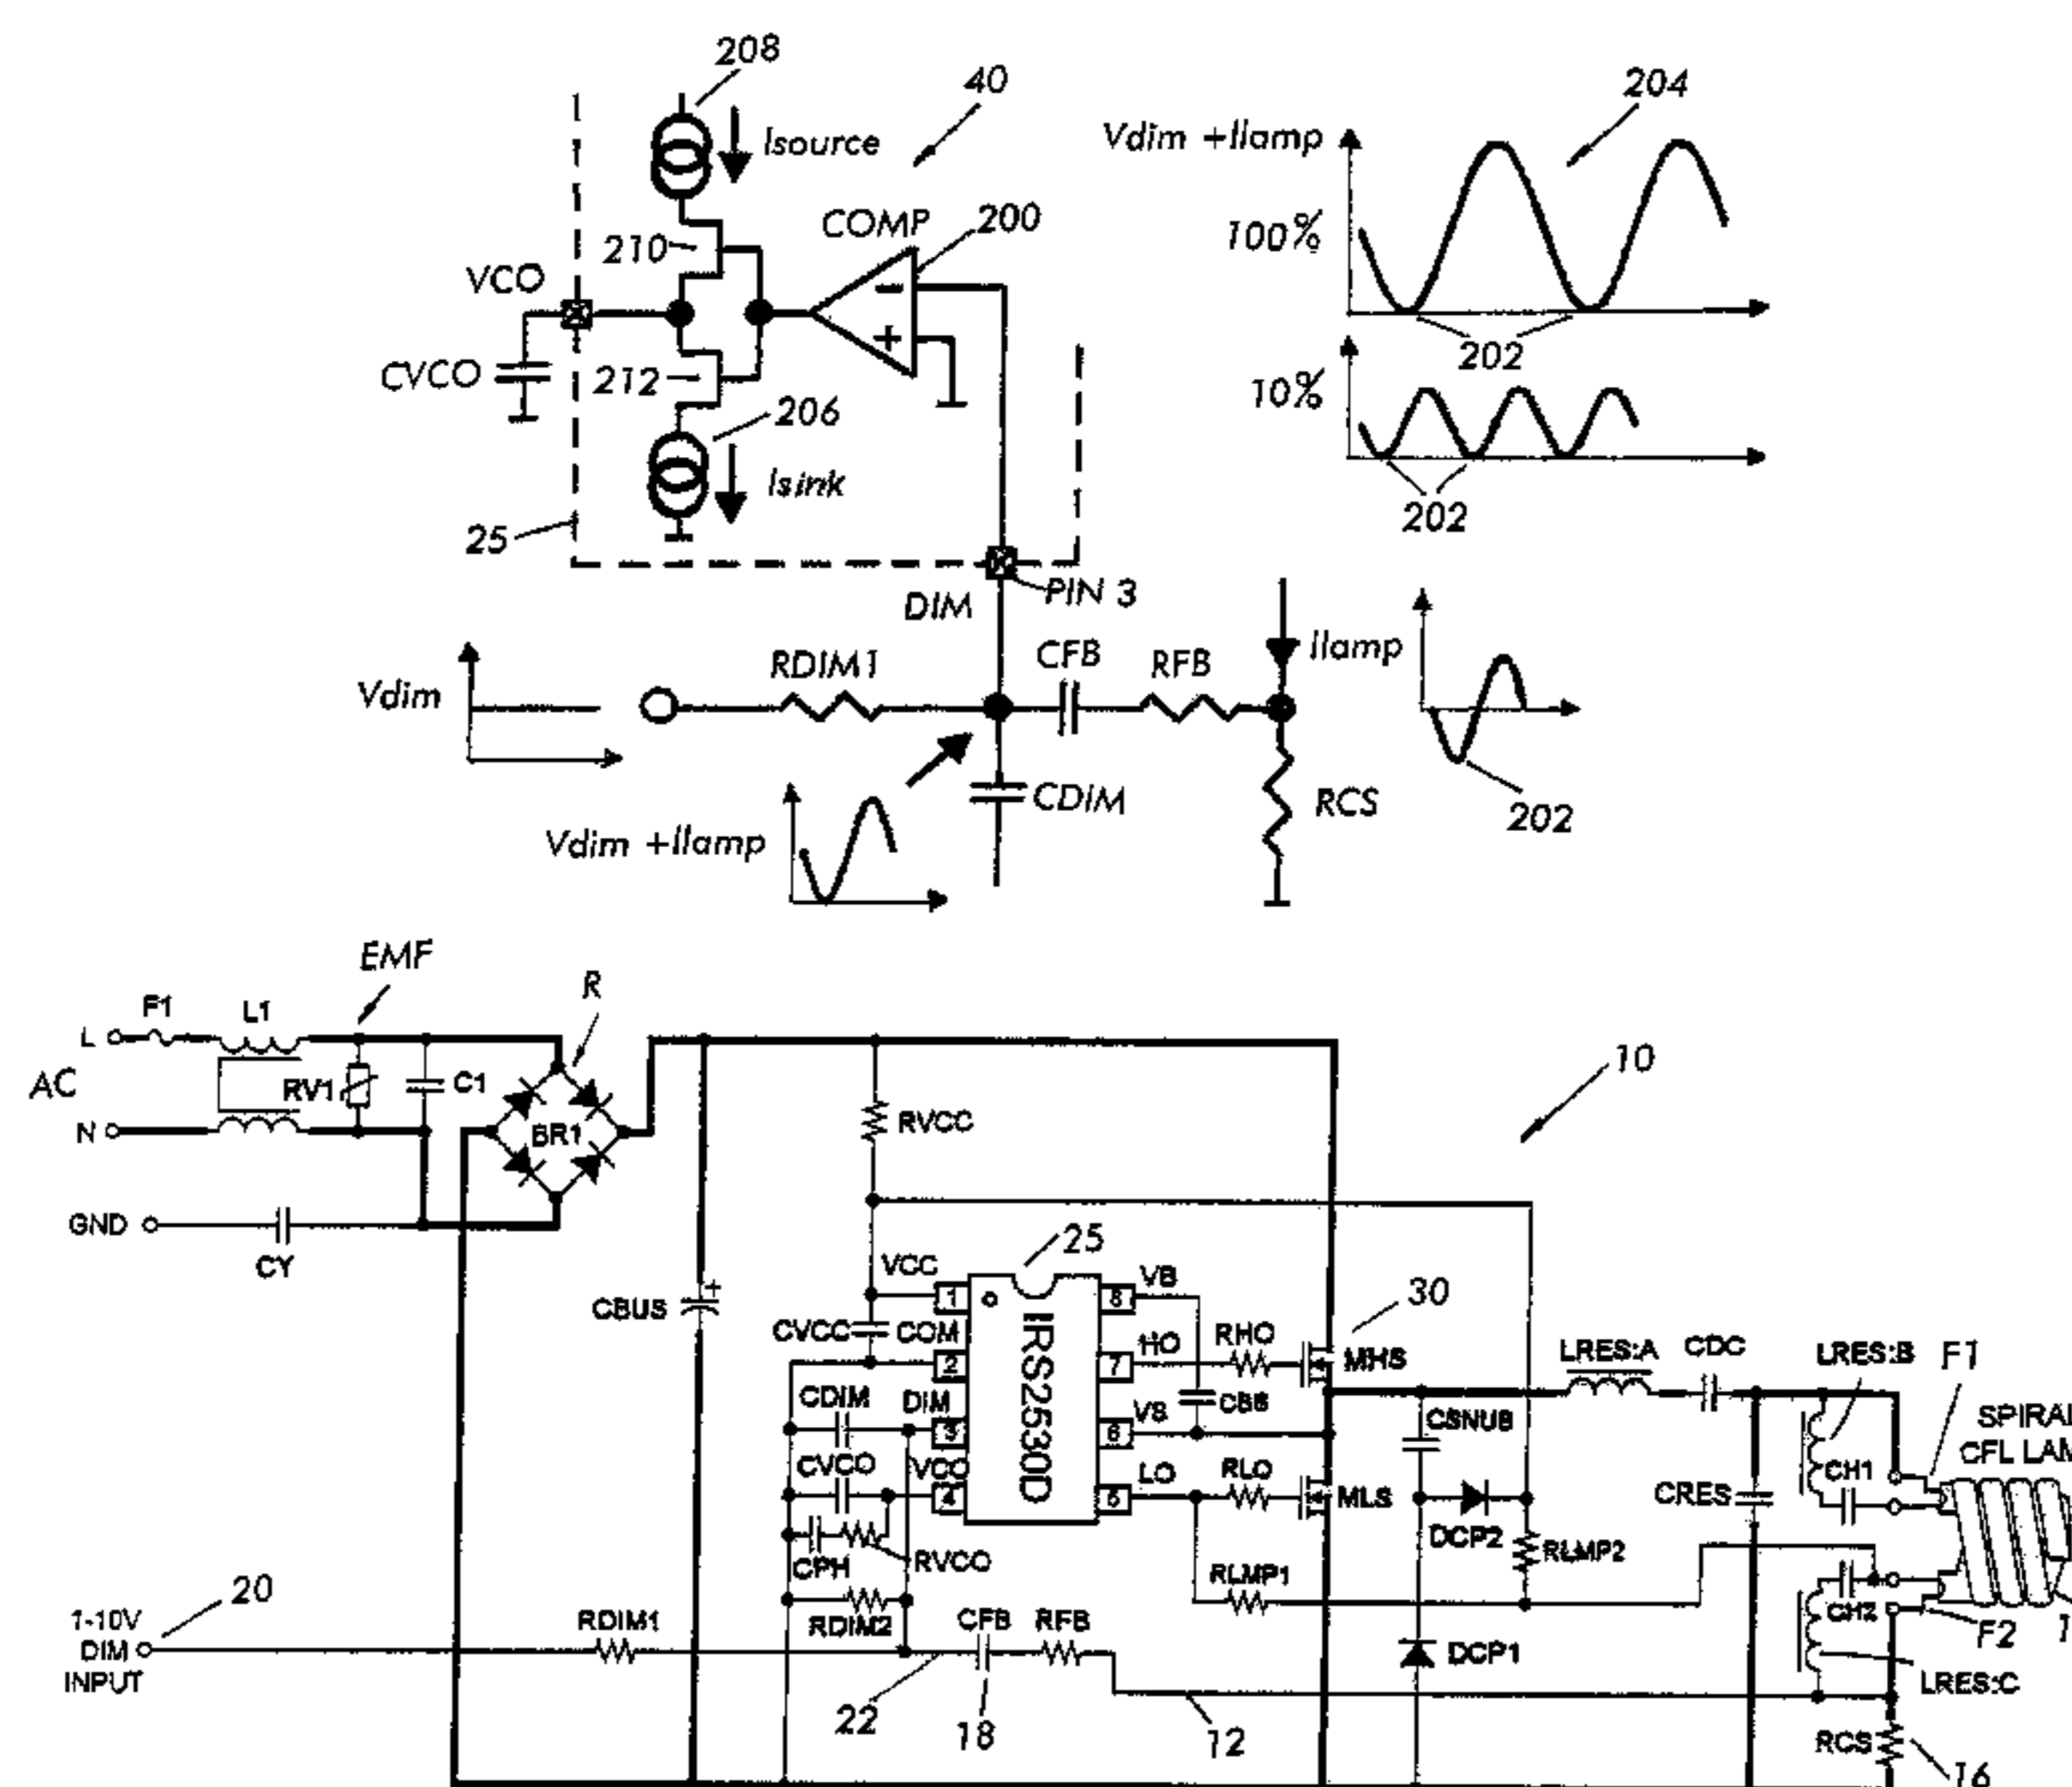 208
40
Isource
COMP
200
210
VCO
CVCO
212
206
Isink
25
−
+
PIN 3
DIM
204
Vdim +Ilamp
100%
202
10%
202
Vdim
RDIM1
CFB
RFB
Ilamp
CDIM
RCS
202
Vdim +Ilamp
EMF
R
F1
L1
L
AC
RV1
C1
N
BR1
GND
CY
RVCC
10
25
VCC
1
8
VB
CBUS
+
CVCC
COM
IRS2530D
2
7
HO
RHO
30
MHS
LRES:A
CDC
LRES:B
F1
CDIM
DIM
3
6
VS
CBS
CSNUB
CVCO
VCO
4
5
LO
RLO
MLS
CRES
CH1
CPH
RVCO
DCP2
RLMP2
RLMP1
CH2
F2
20
1-10V
DIM
INPUT
RDIM1
RDIM2
CFB
RFB
DCP1
LRES:C
22
18
12
RCS
16